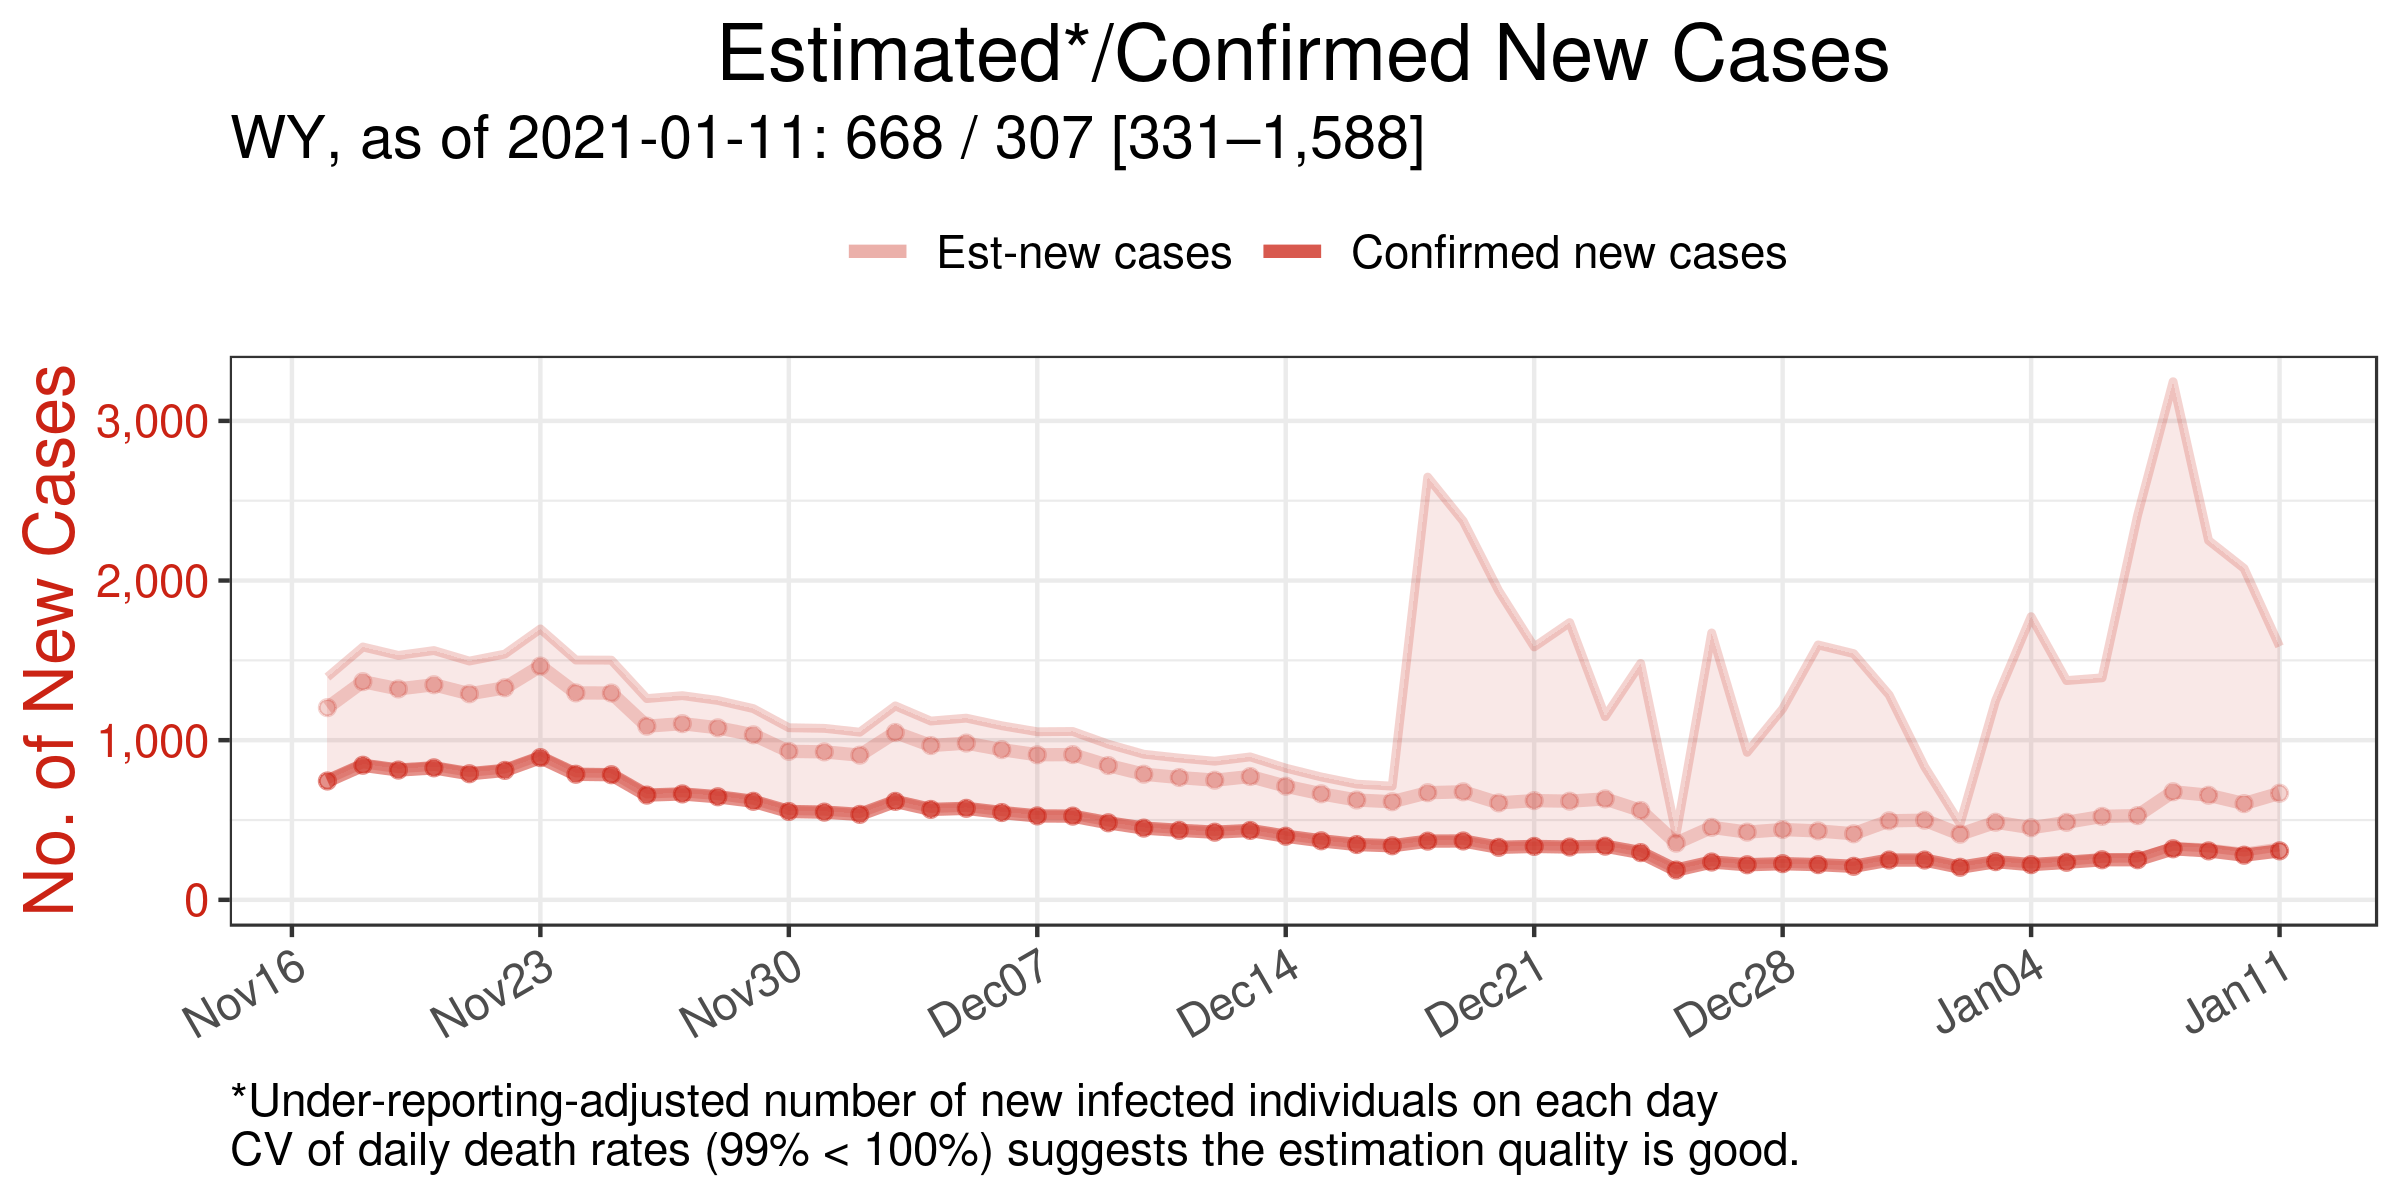 Estimated*/Confirmed New Cases
WY, as of 2021-01-11: 668 / 307 [331–1,588]
Est-new cases
Confirmed new cases
No. of New Cases
3,000
2,000
1,000
0
Nov16
Nov23
Nov30
Dec07
Dec14
Dec21
Dec28
Jan04
Jan11
*Under-reporting-adjusted number of new infected individuals on each day
CV of daily death rates (99% < 100%) suggests the estimation quality is good.